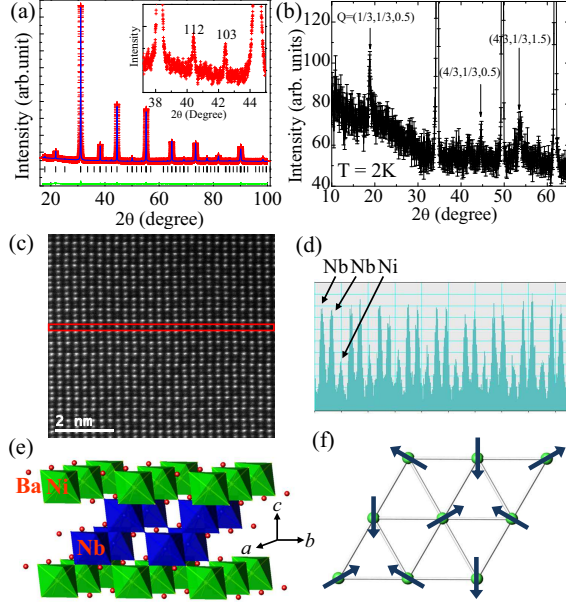 (a)
Intensity (arb.unit)
Intensity
112
103
38 40 42 44
2θ (Degree)
20 40 60 80 100
2θ (degree)
(b)
Intensity (arb. units)
120
100
80
60
40
Q=(1/3,1/3,0.5)
(4/3,1/3,1.5)
(4/3,1/3,0.5)
T = 2K
10 20 30 40 50 60
2θ (degree)
(c)
2 nm
(d)
Nb Nb Ni
(e)
Ba Ni
Nb
c
a
b
(f)